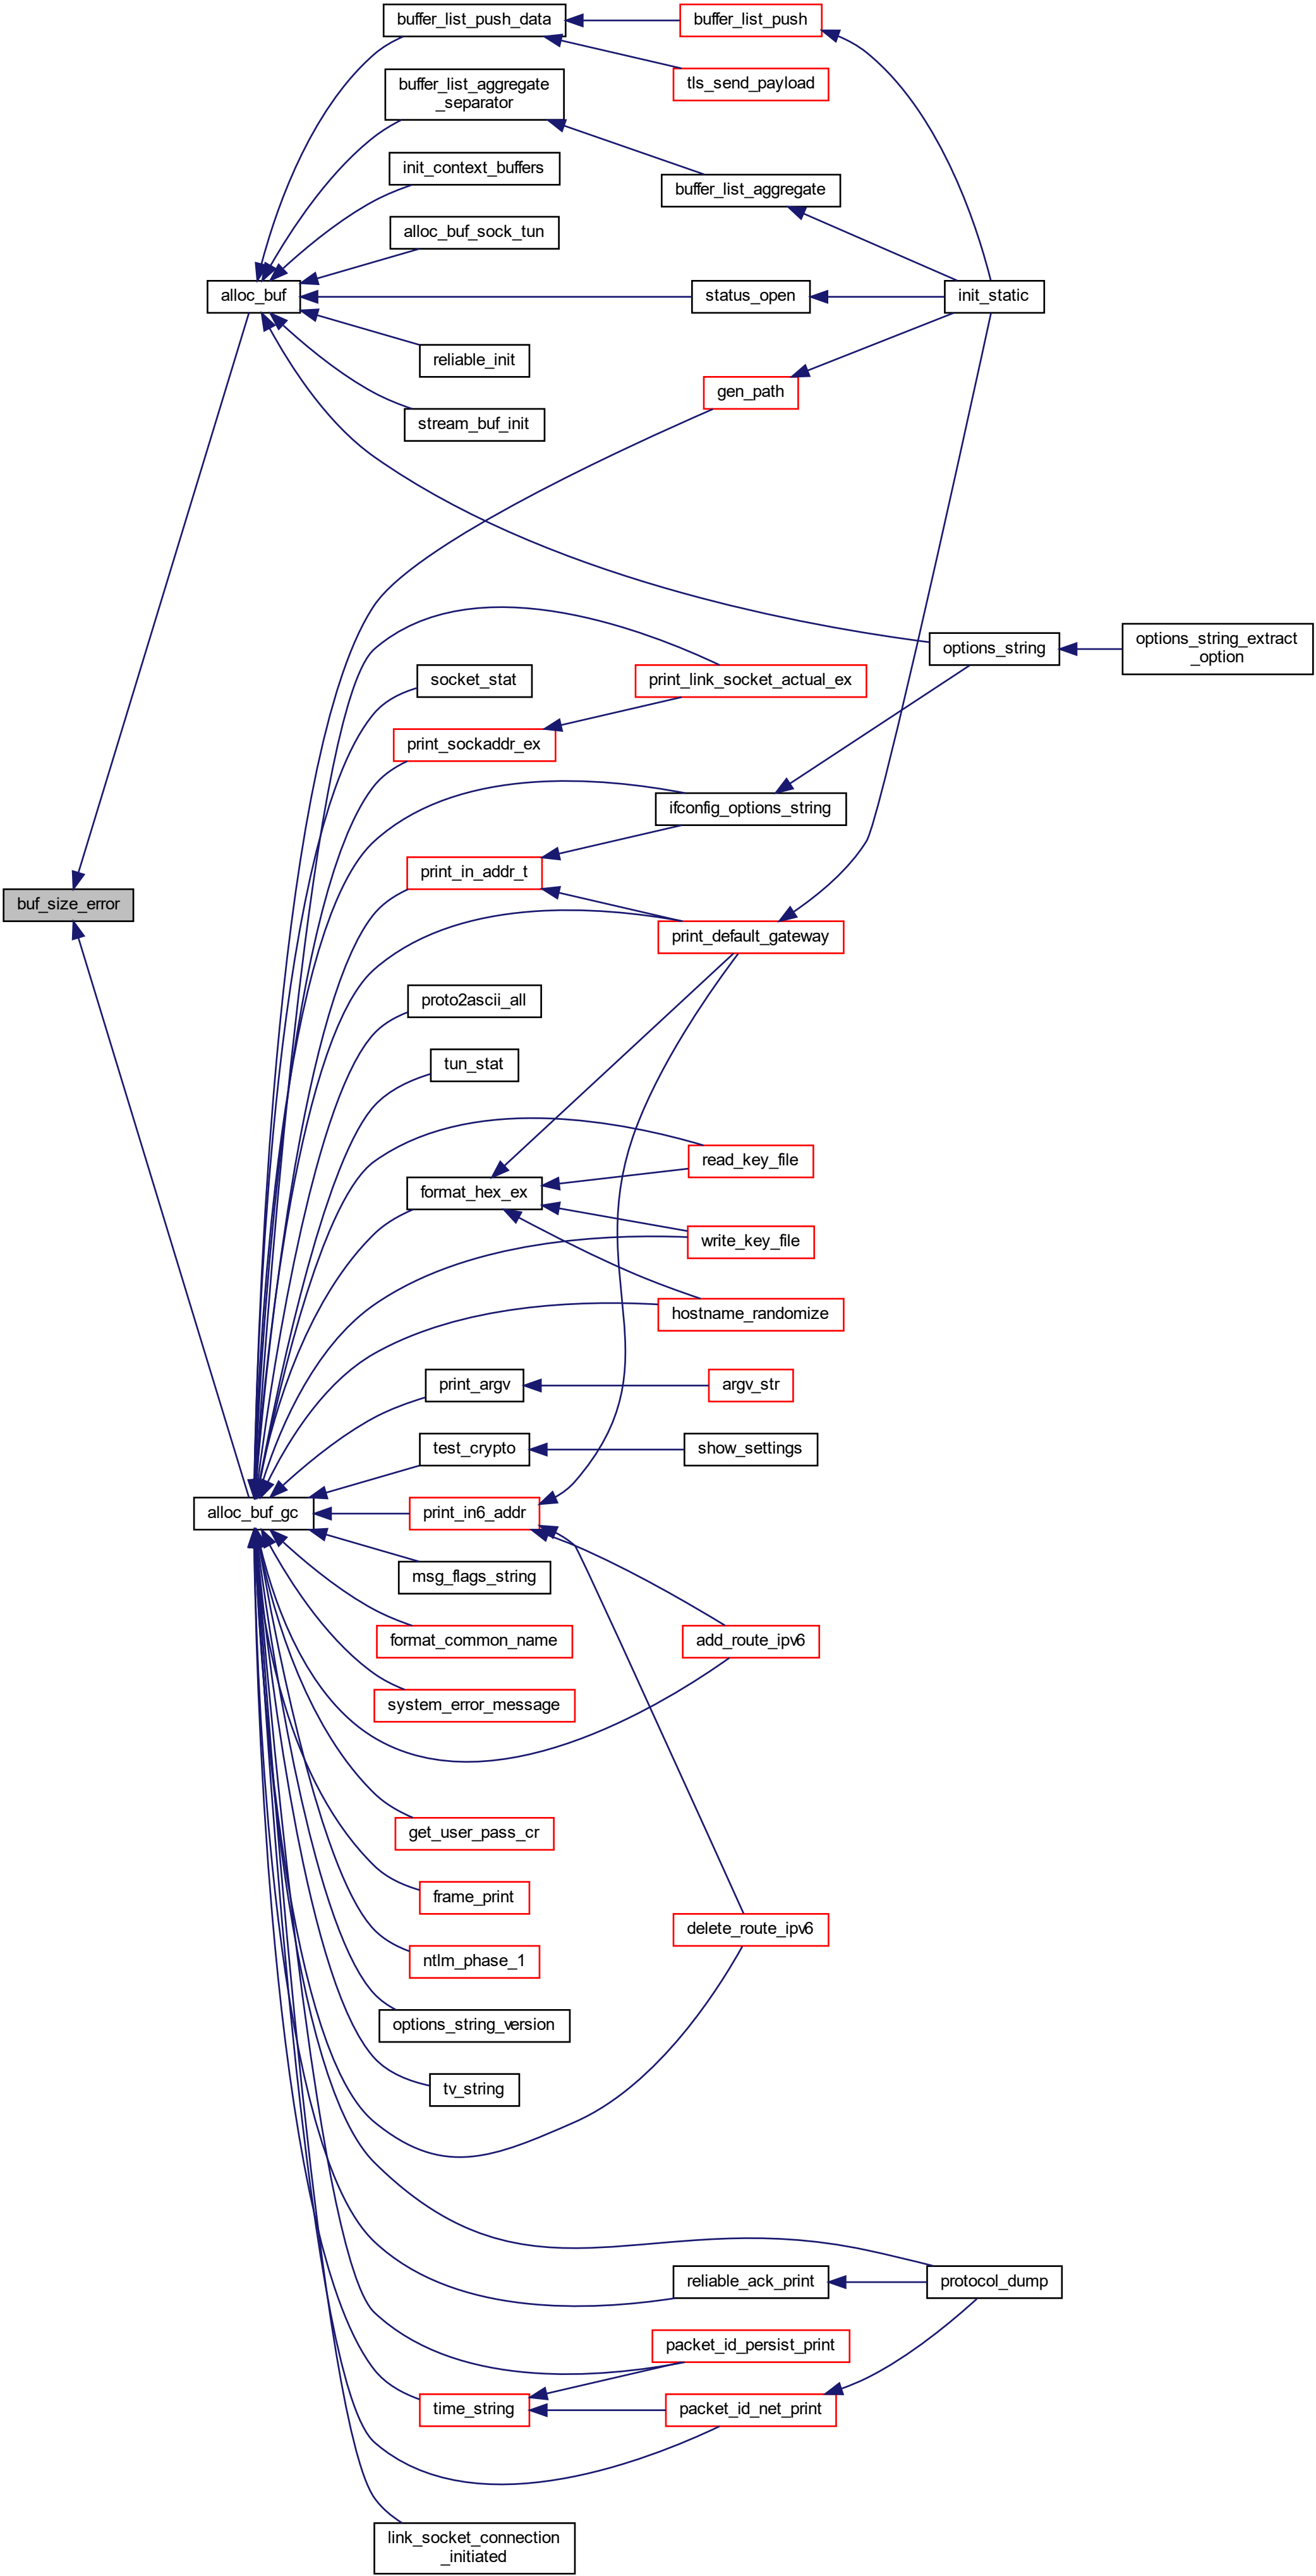 buffer_list_push_data
buffer_list_push
tls_send_payload
buffer_list_aggregate
_separator
init_context_buffers
buffer_list_aggregate
alloc_buf_sock_tun
alloc_buf
status_open
init_static
reliable_init
gen_path
stream_buf_init
options_string
options_string_extract
_option
socket_stat
print_link_socket_actual_ex
print_sockaddr_ex
ifconfig_options_string
print_in_addr_t
buf_size_error
print_default_gateway
proto2ascii_all
tun_stat
read_key_file
format_hex_ex
write_key_file
hostname_randomize
print_argv
argv_str
test_crypto
show_settings
alloc_buf_gc
print_in6_addr
msg_flags_string
format_common_name
add_route_ipv6
system_error_message
get_user_pass_cr
frame_print
delete_route_ipv6
ntlm_phase_1
options_string_version
tv_string
reliable_ack_print
protocol_dump
packet_id_persist_print
time_string
packet_id_net_print
link_socket_connection
_initiated